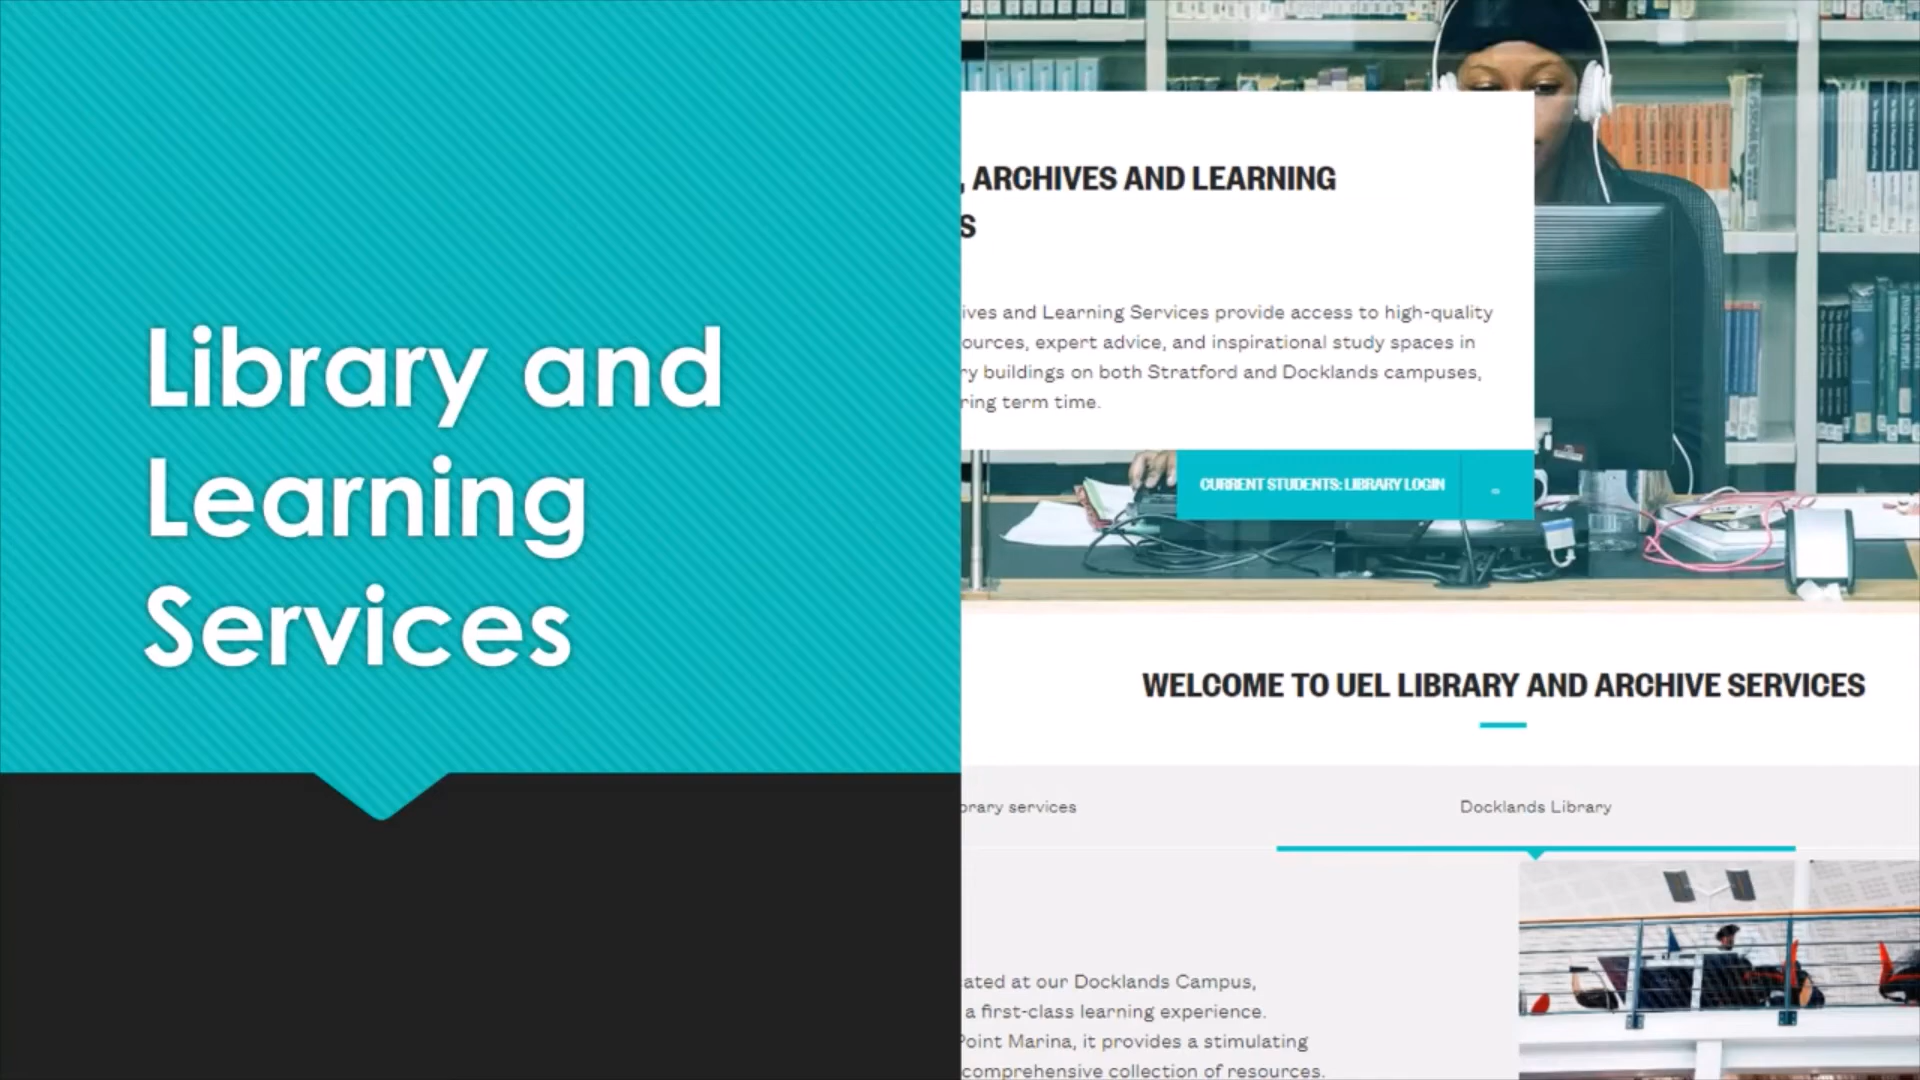 Library and
Learning
Services
, ARCHIVES AND LEARNING
S
ives and Learning Services provide access to high-quality
ources, expert advice, and inspirational study spaces in
ry buildings on both Stratford and Docklands campuses,
ring term time.
CURRENT STUDENTS: LIBRARY LOGIN
WELCOME TO UEL LIBRARY AND ARCHIVE SERVICES
brary services
Docklands Library
ated at our Docklands Campus,
a first-class learning experience.
Point Marina, it provides a stimulating
comprehensive collection of resources.